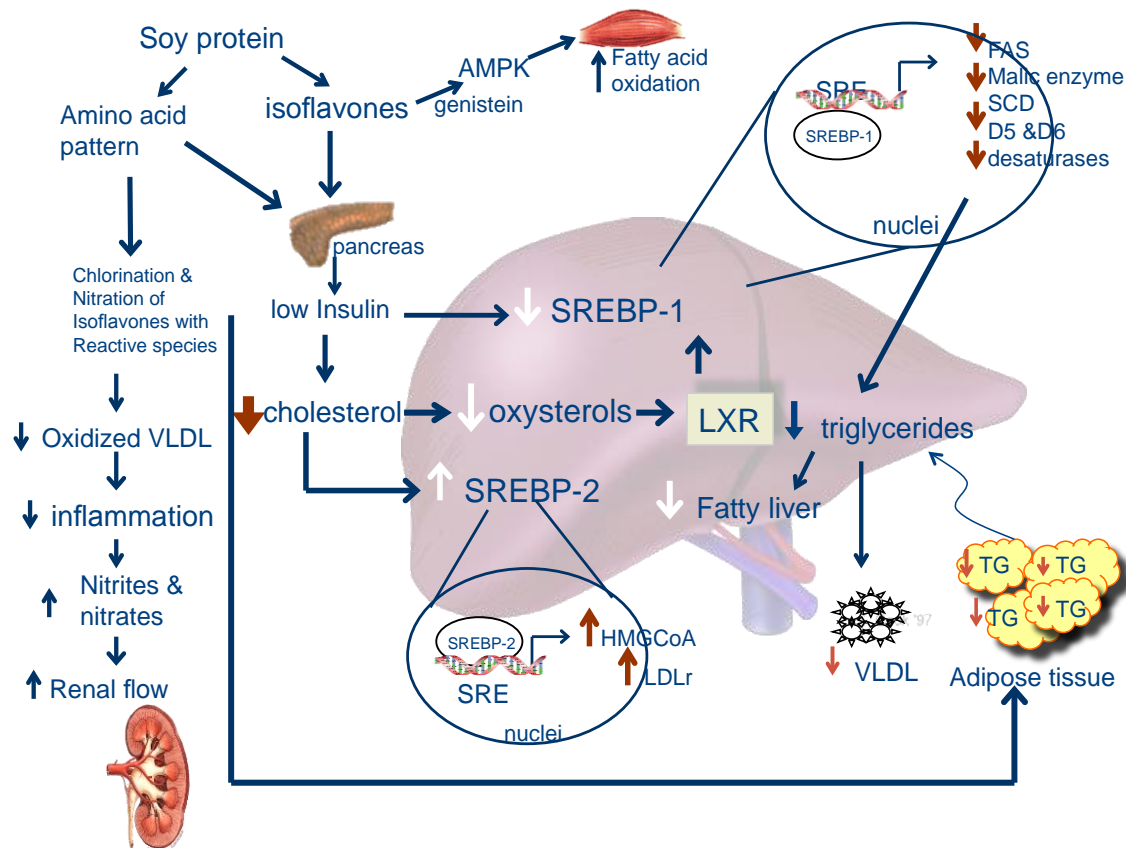 Soy protein
Amino acid
pattern
isoflavones
AMPK
genistein
Fatty acid
oxidation
pancreas
low Insulin
Chlorination &
Nitration of
Isoflavones with
Reactive species
Oxidized VLDL
inflammation
Nitrites &
nitrates
Renal flow
cholesterol
oxysterols
LXR
SREBP-1
SREBP-2
triglycerides
Fatty liver
SRE
SREBP-1
FAS
Malic enzyme
SCD
D5 &D6
desaturases
nuclei
SREBP-2
SRE
HMGCoA
LDLr
nuclei
VLDL
TG
TG
TG
TG
Adipose tissue
'97